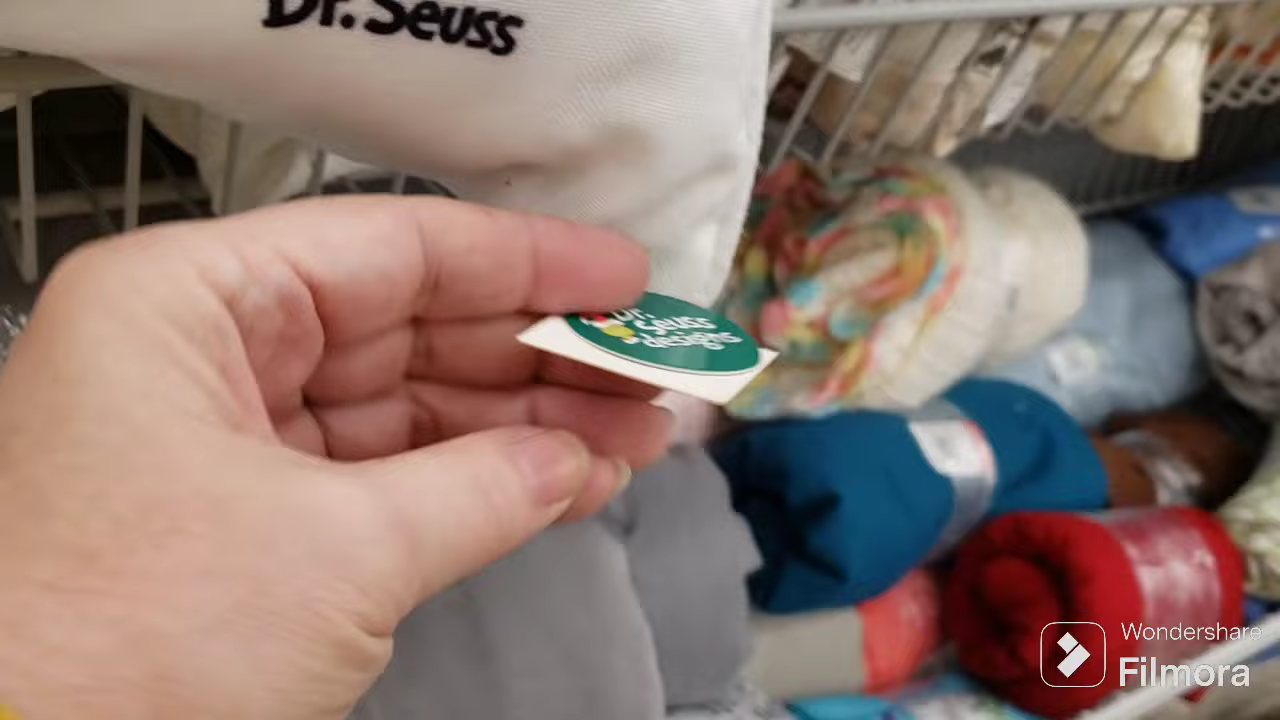 Dr. Seuss
Dr.
Seuss
designs
Wondershare
Filmora